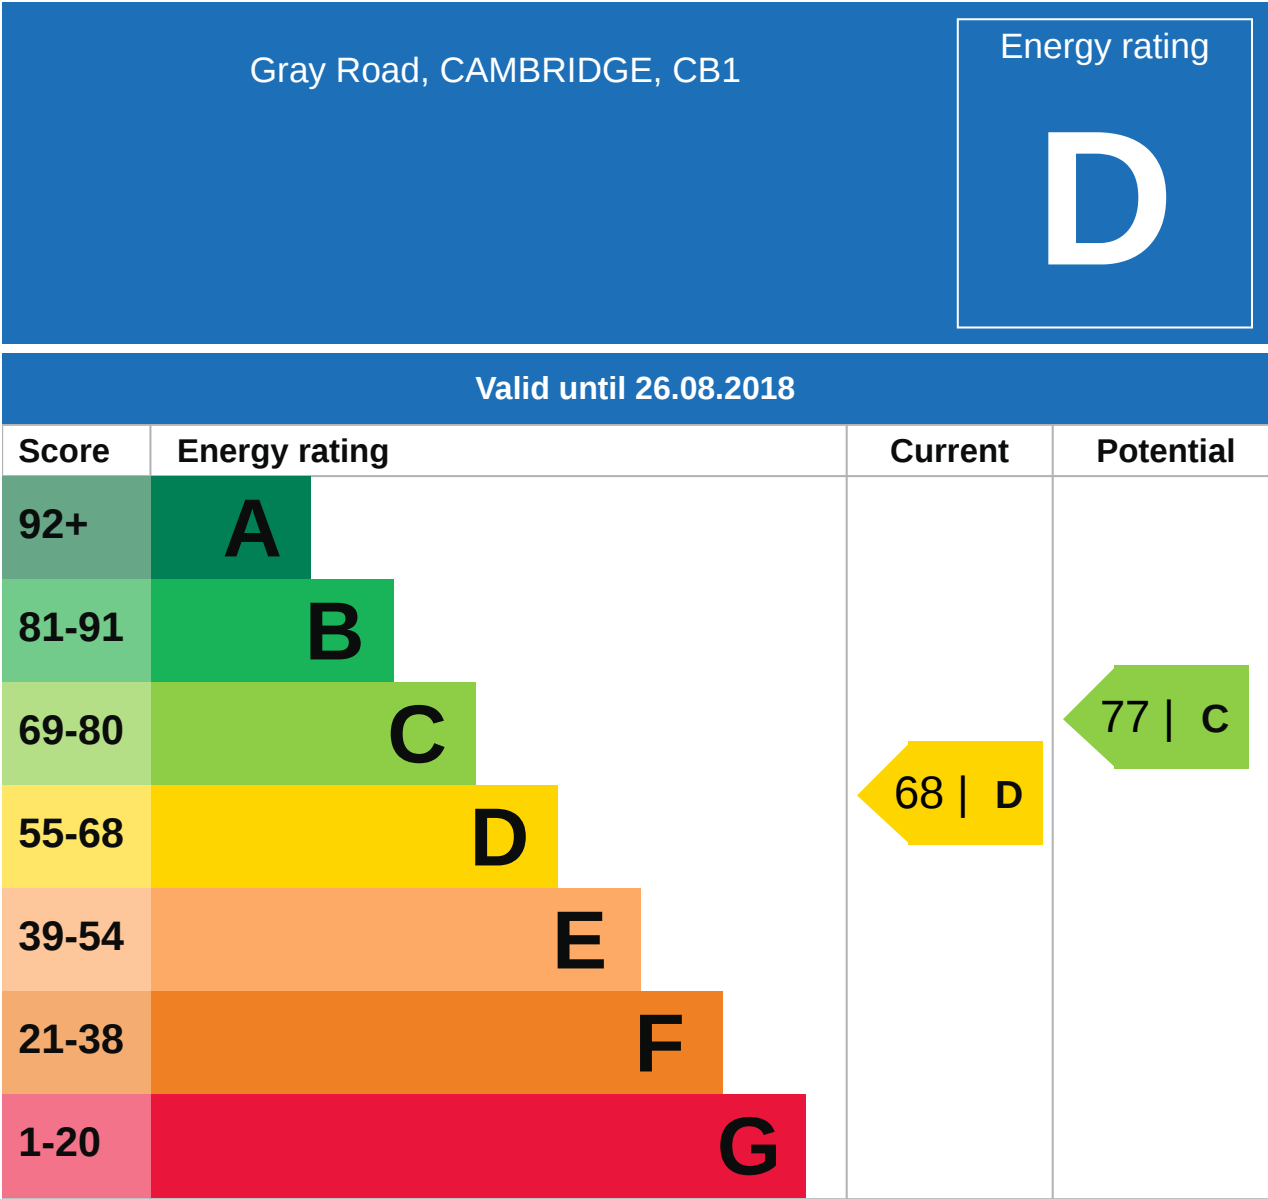 Gray Road, CAMBRIDGE, CB1
Energy rating
D
Valid until 26.08.2018
Score Energy rating Current Potential
92+ A
81-91 B
69-80 C
77 | C
55-68 D
68 | D
39-54 E
21-38 F
1-20 G